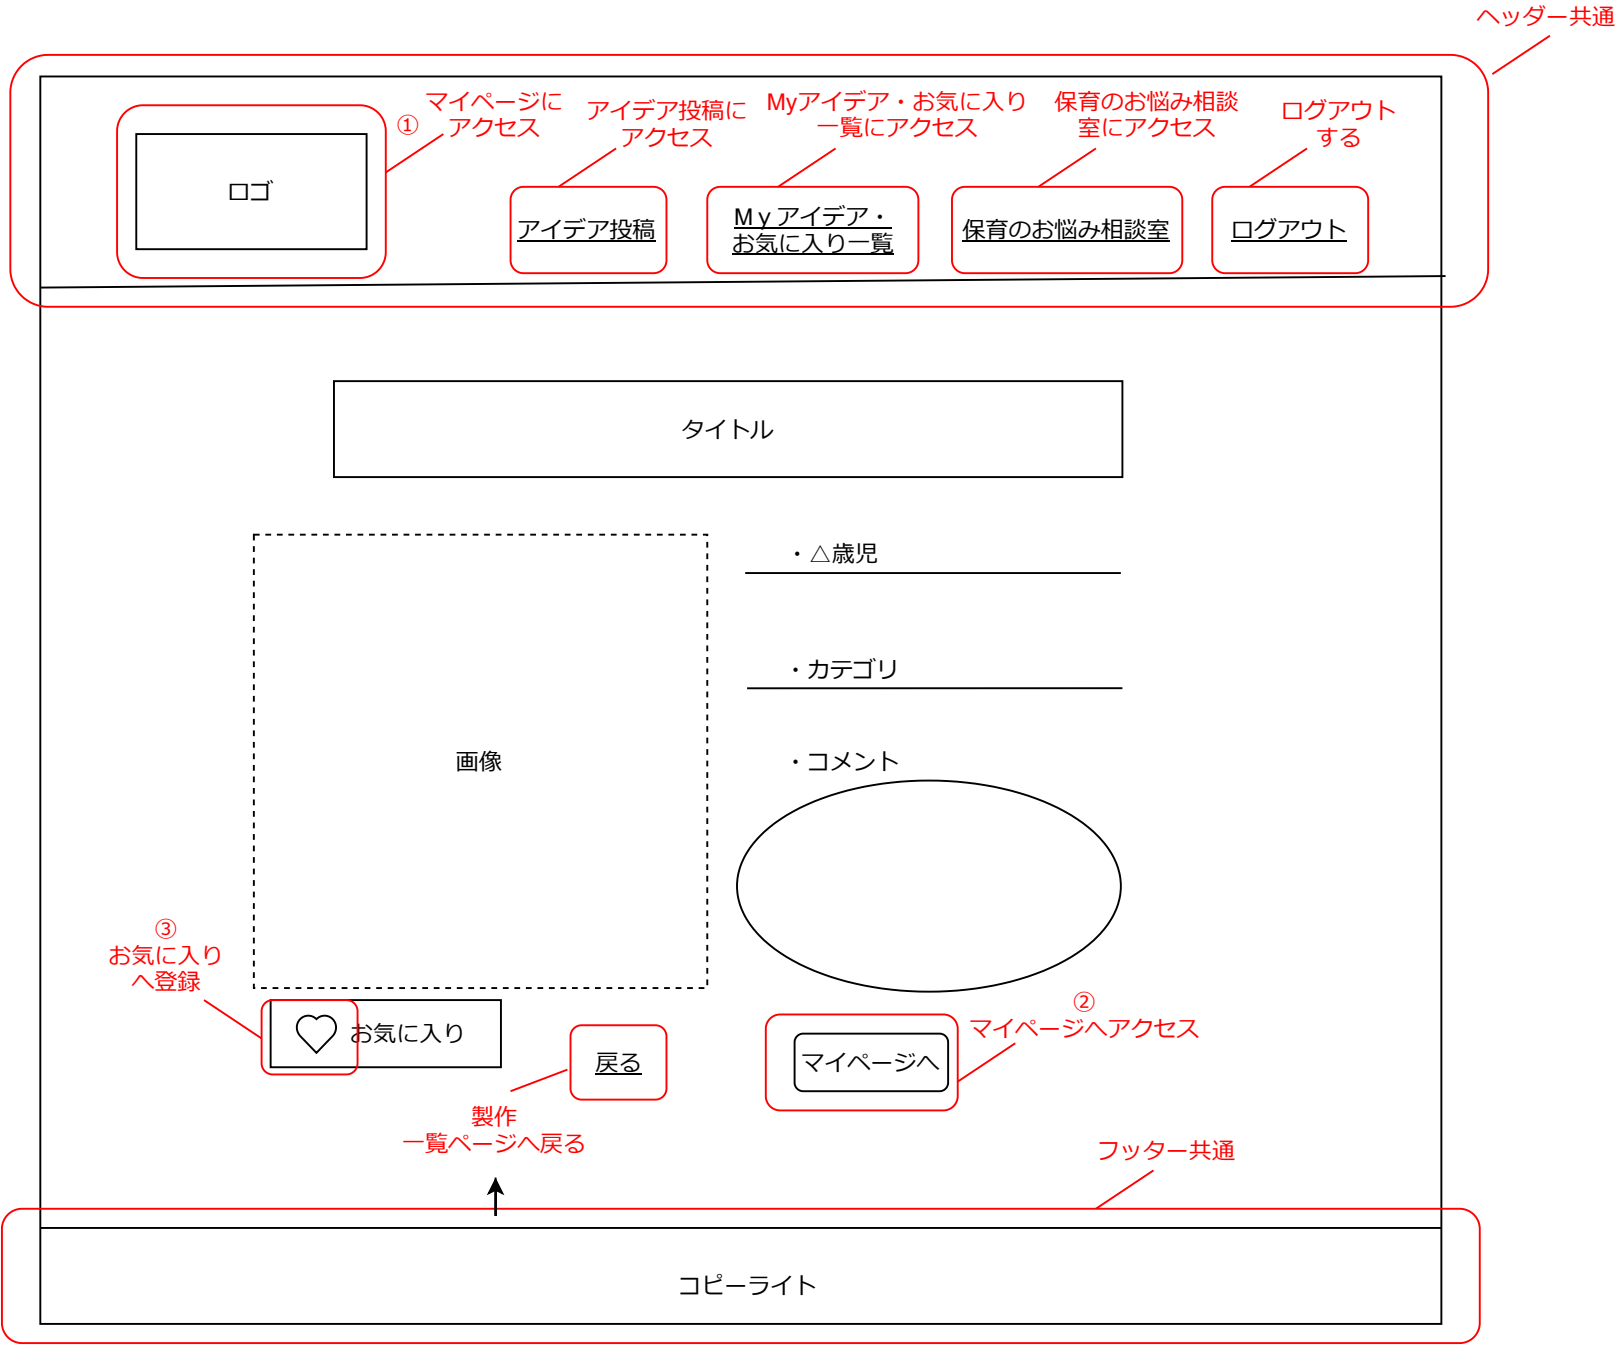 ヘッダー共通
①
マイページに
アクセス
アイデア投稿に
アクセス
Myアイデア・お気に入り
一覧にアクセス
保育のお悩み相談
室にアクセス
ログアウト
する
ロゴ
アイデア投稿
Ｍｙアイデア・
お気に入り一覧
保育のお悩み相談室
ログアウト
タイトル
・△歳児
・カテゴリ
画像
・コメント
③
お気に入り
へ登録
お気に入り
戻る
製作
一覧ページへ戻る
②
マイページへアクセス
マイページへ
フッター共通
コピーライト